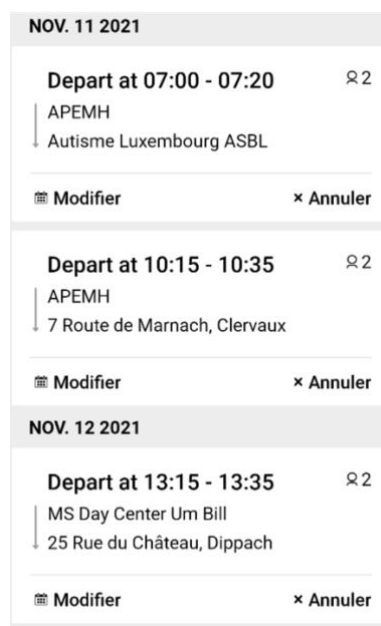 NOV. 11 2021
Depart at 07:00 - 07:20 2
APEMH
Autisme Luxembourg ASBL
Modifier × Annuler
Depart at 10:15 - 10:35 2
APEMH
7 Route de Marnach, Clervaux
Modifier × Annuler
NOV. 12 2021
Depart at 13:15 - 13:35 2
MS Day Center Um Bill
25 Rue du Château, Dippach
Modifier × Annuler